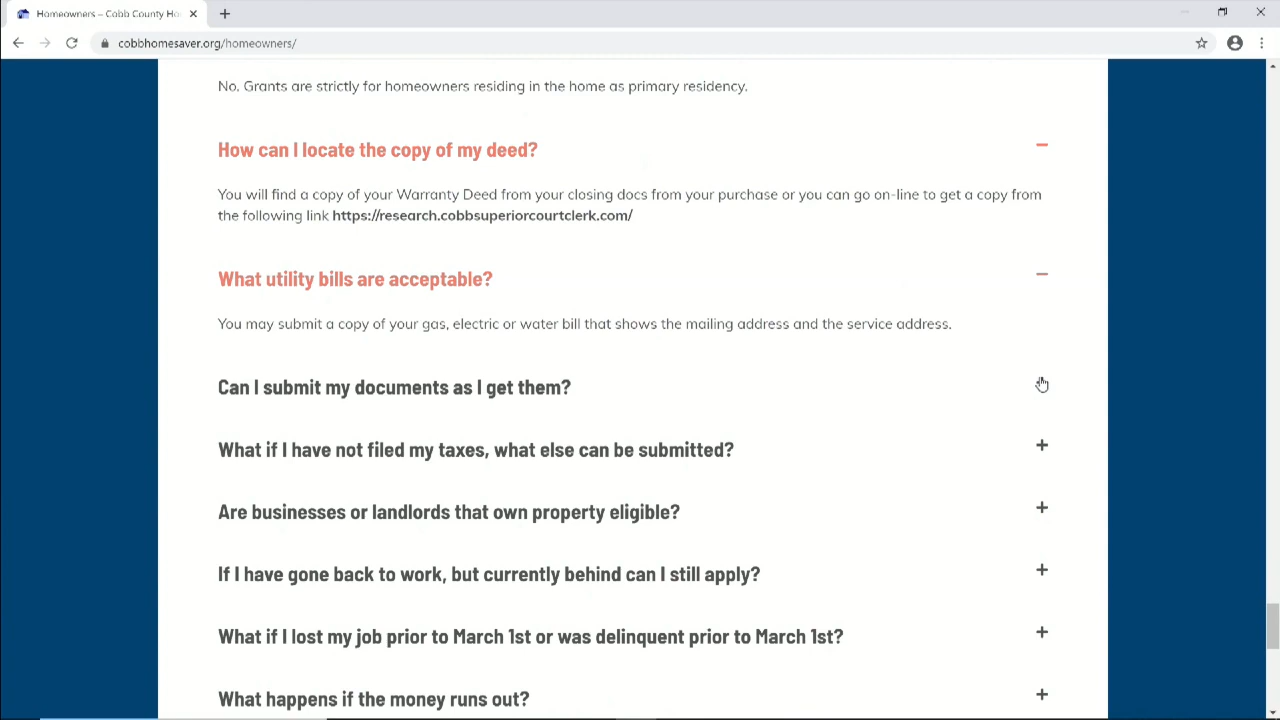 Homeowners – Cobb County Ho
cobbhomesaver.org/homeowners/
No. Grants are strictly for homeowners residing in the home as primary residency.
How can I locate the copy of my deed?
You will find a copy of your Warranty Deed from your closing docs from your purchase or you can go on-line to get a copy from
the following link https://research.cobbsuperiorcourtclerk.com/
What utility bills are acceptable?
You may submit a copy of your gas, electric or water bill that shows the mailing address and the service address.
Can I submit my documents as I get them?
What if I have not filed my taxes, what else can be submitted?
Are businesses or landlords that own property eligible?
If I have gone back to work, but currently behind can I still apply?
What if I lost my job prior to March 1st or was delinquent prior to March 1st?
What happens if the money runs out?